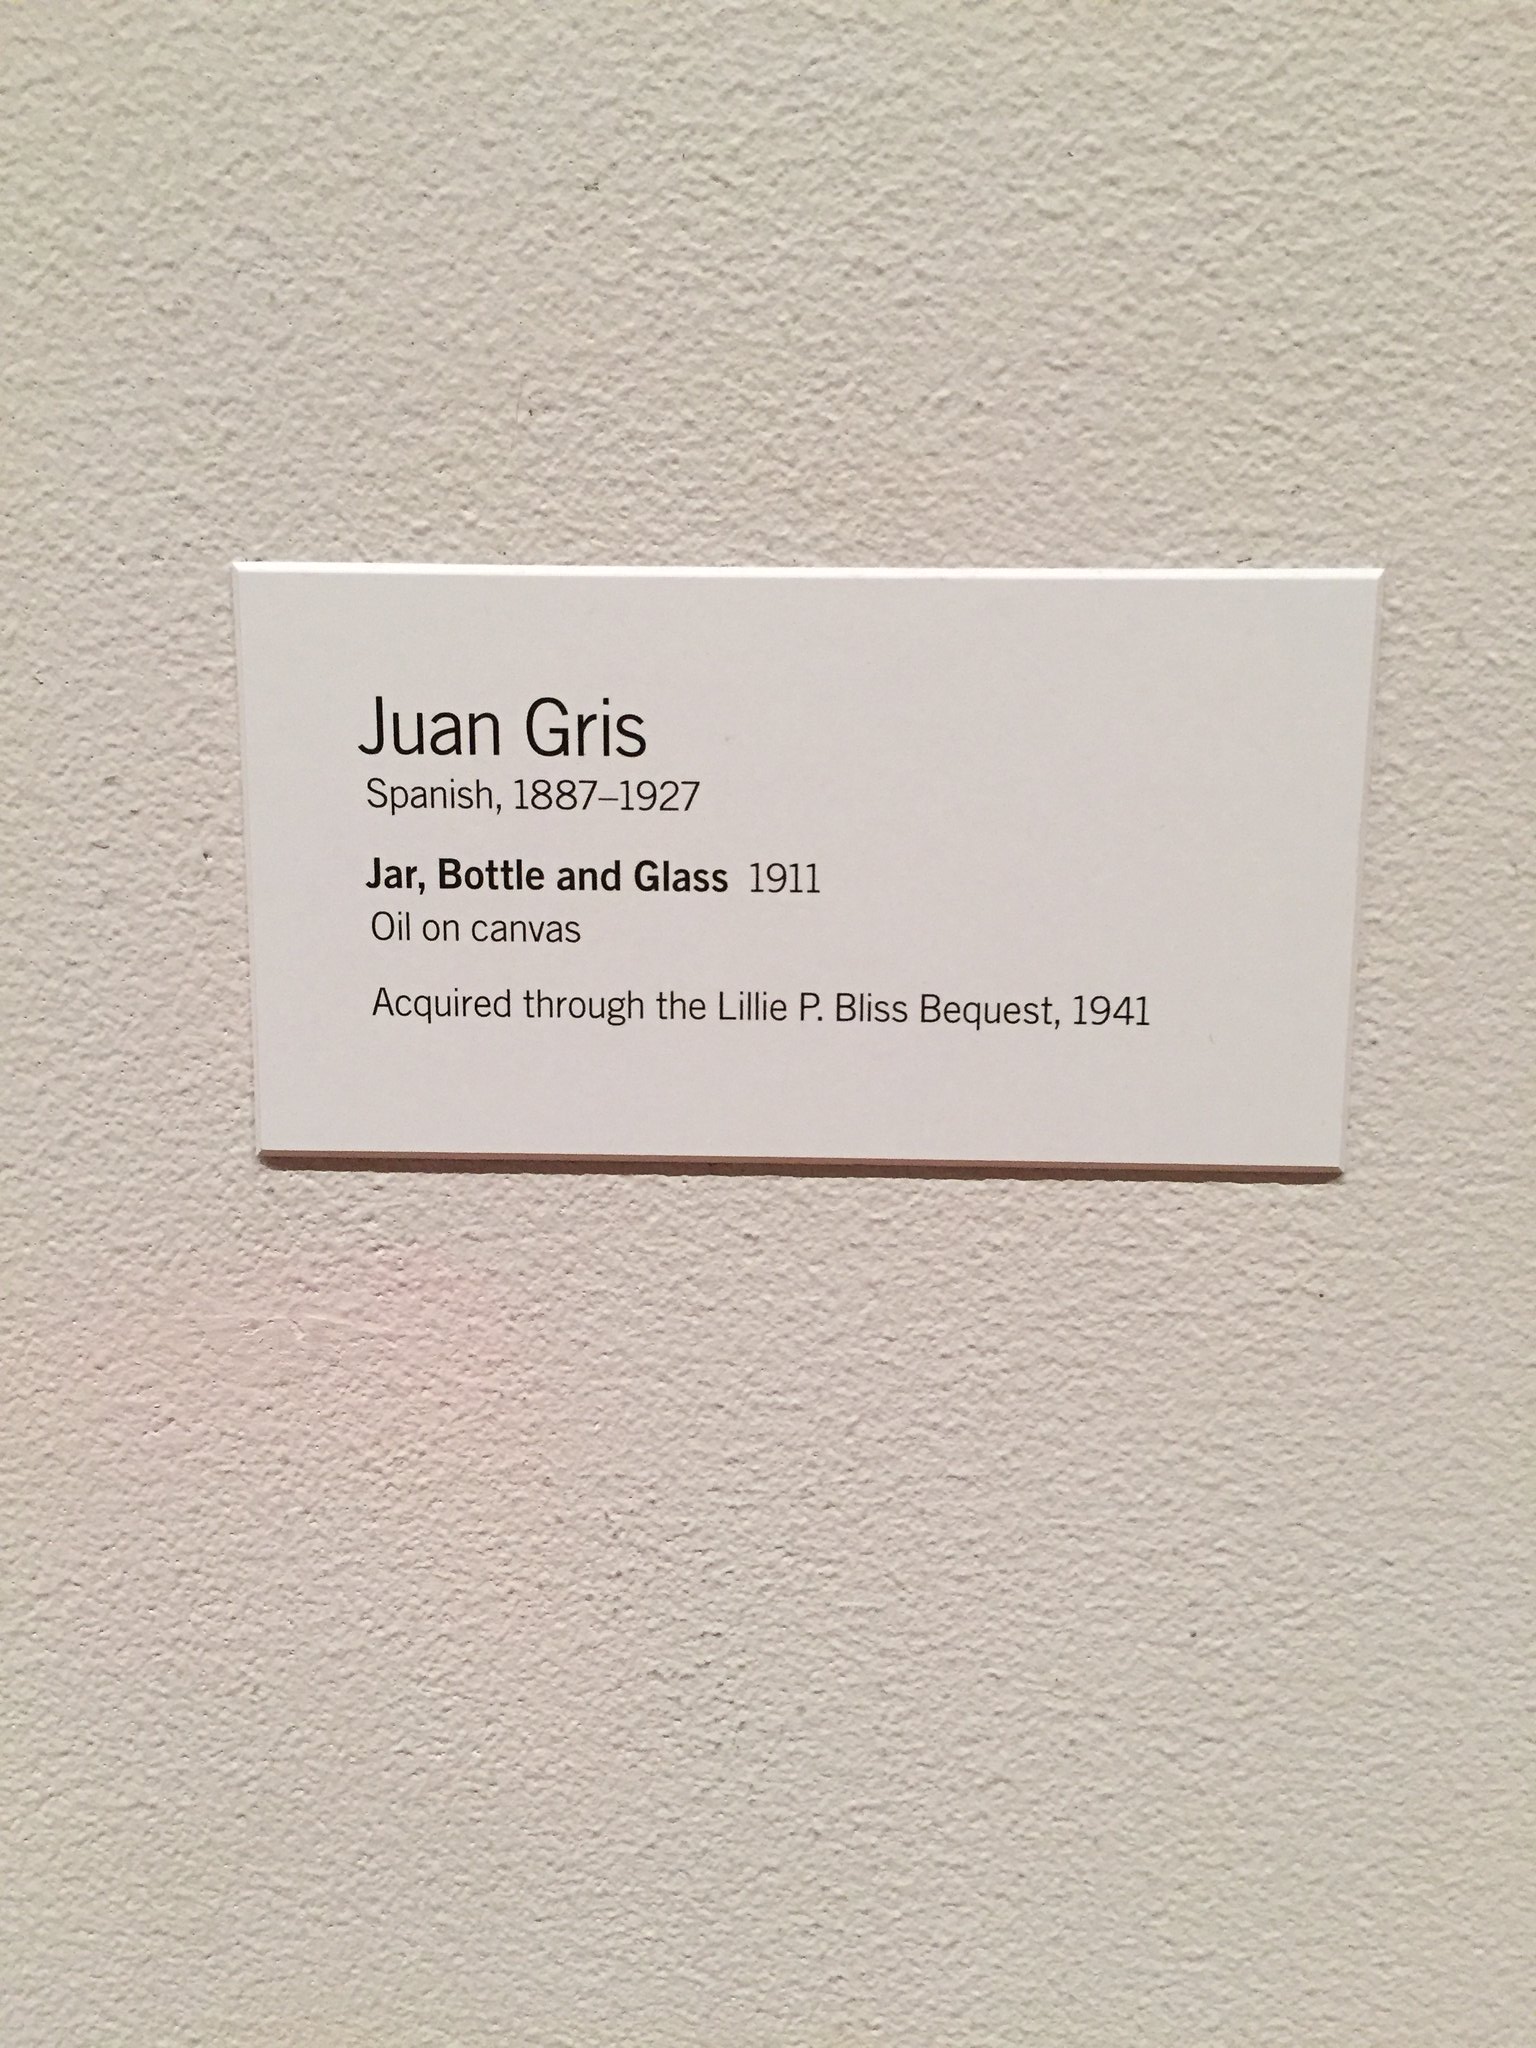 Juan Gris
Spanish, 1887–1927
Jar, Bottle and Glass 1911
Oil on canvas
Acquired through the Lillie P. Bliss Bequest, 1941